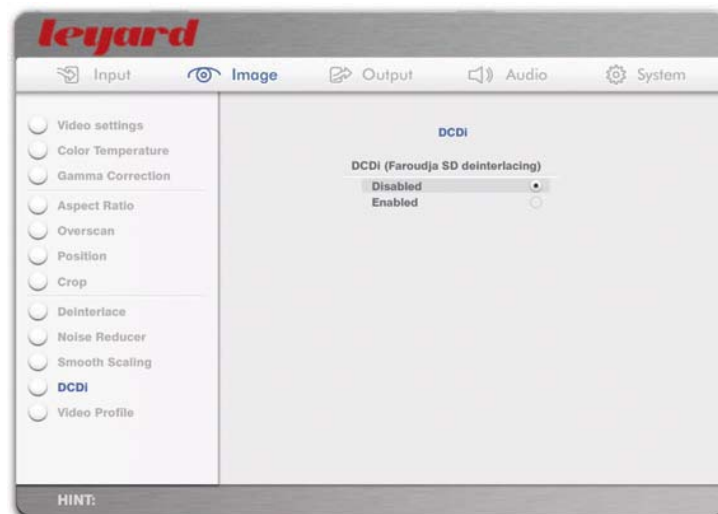 leyard
Input
Image
Output
Audio
System
Video settings
Color Temperature
Gamma Correction
Aspect Ratio
Overscan
Position
Crop
Deinterlace
Noise Reducer
Smooth Scaling
DCDi
Video Profile
DCDi
DCDi (Faroudja SD deinterlacing)
Disabled
Enabled
HINT: